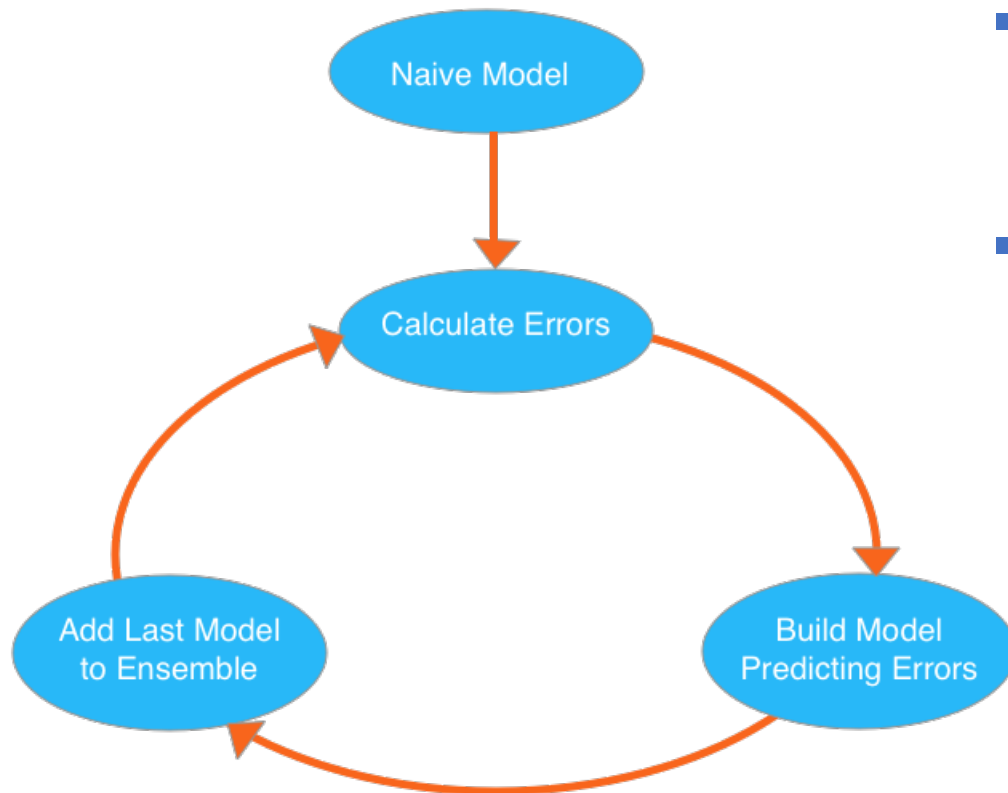 Naive Model
Calculate Errors
Add Last Model
to Ensemble
Build Model
Predicting Errors